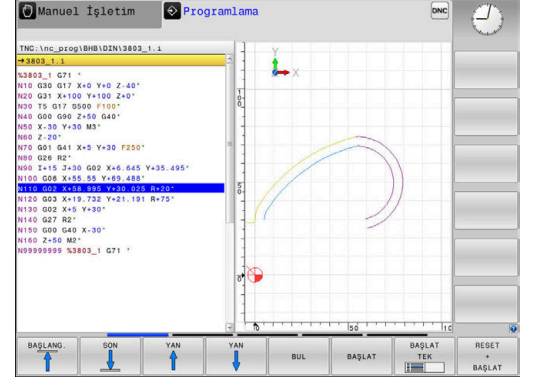 Manuel İşletim
Programlama
DNC
TNC:\nc_prog\BHB\DIN\3803_1.i
→3803_1.i
%3803_1 G71 *
N10 G30 G17 X+0 Y+0 Z-40*
N20 G31 X+100 Y+100 Z+0*
N30 T5 G17 S500 F100*
N40 G00 G90 Z+50 G40*
N50 X-30 Y+30 M3*
N60 Z-20*
N70 G01 G41 X+5 Y+30 F250*
N80 G26 R2*
N90 I+15 J+30 G02 X+6.645 Y+35.495*
N100 G06 X+55.55 Y+69.488*
N110 G02 X+58.995 Y+30.025 R+20*
N120 G03 X+19.732 Y+21.191 R+75*
N130 G02 X+5 Y+30*
N140 G27 R2*
N150 G00 G40 X-30*
N160 Z+50 M2*
N99999999 %3803_1 G71 *
Y
X
100
50
0
0
50
10
BAŞLANG.
SON
YAN
YAN
BUL
BAŞLAT
BAŞLAT
TEK
RESET
+
BAŞLAT